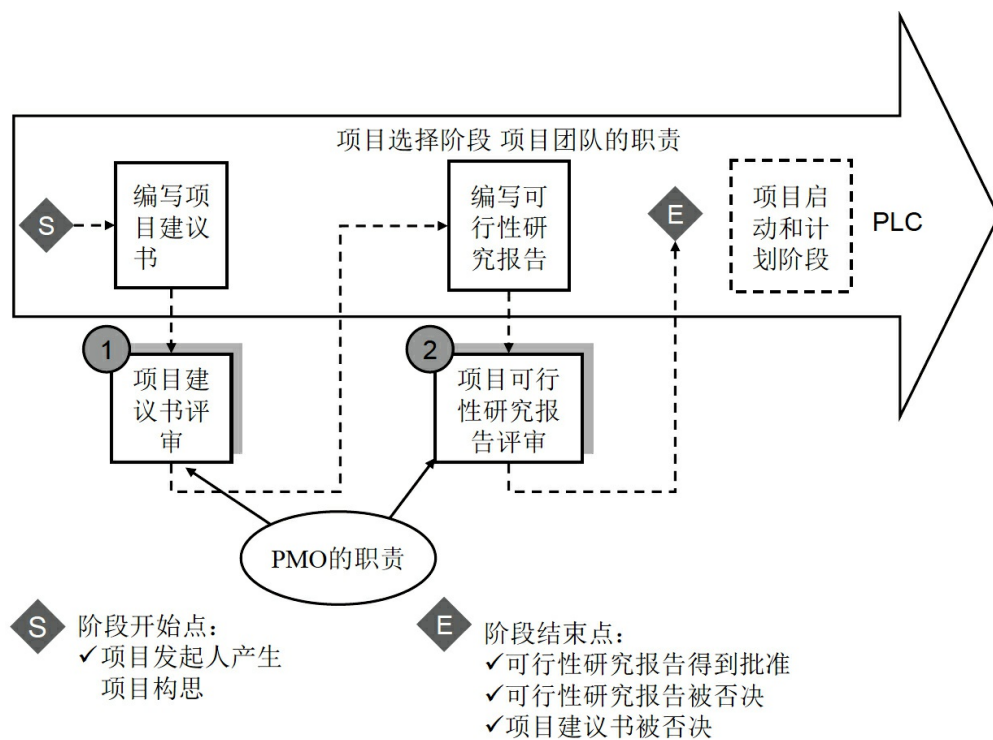 项目选择阶段 项目团队的职责
S
编写项
目建议
书
编写可
行性研
究报告
E
项目启
动和计
划阶段
PLC
1
项目建
议书评
审
2
项目可行
性研究报
告评审
PMO的职责
S
阶段开始点：
✓项目发起人产生
项目构思
E
阶段结束点：
✓可行性研究报告得到批准
✓可行性研究报告被否决
✓项目建议书被否决